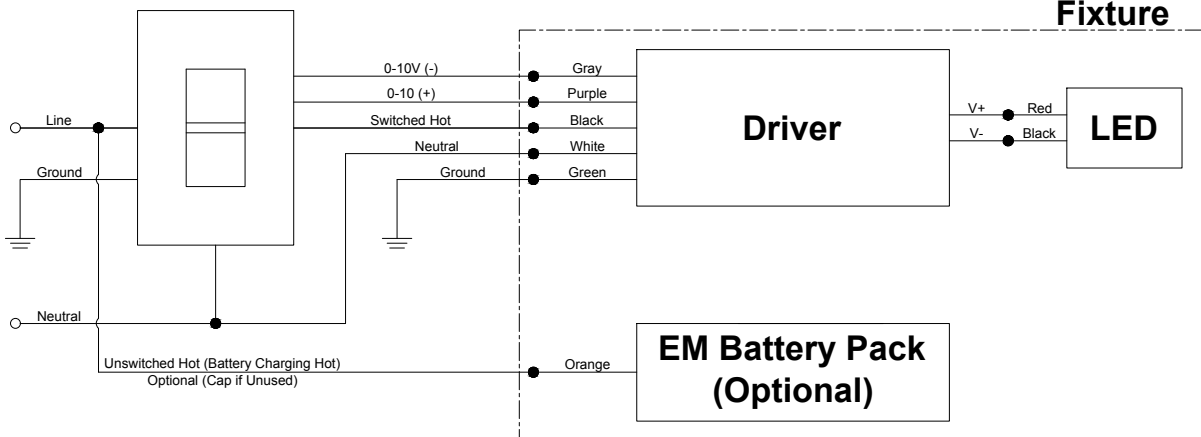 Fixture
0-10V (-)
Gray
0-10 (+)
Purple
Line
Switched Hot
Black
Driver
V+
Red
V-
Black
LED
Neutral
White
Ground
Ground
Green
Neutral
Unswitched Hot (Battery Charging Hot)
Optional (Cap if Unused)
Orange
EM Battery Pack
(Optional)